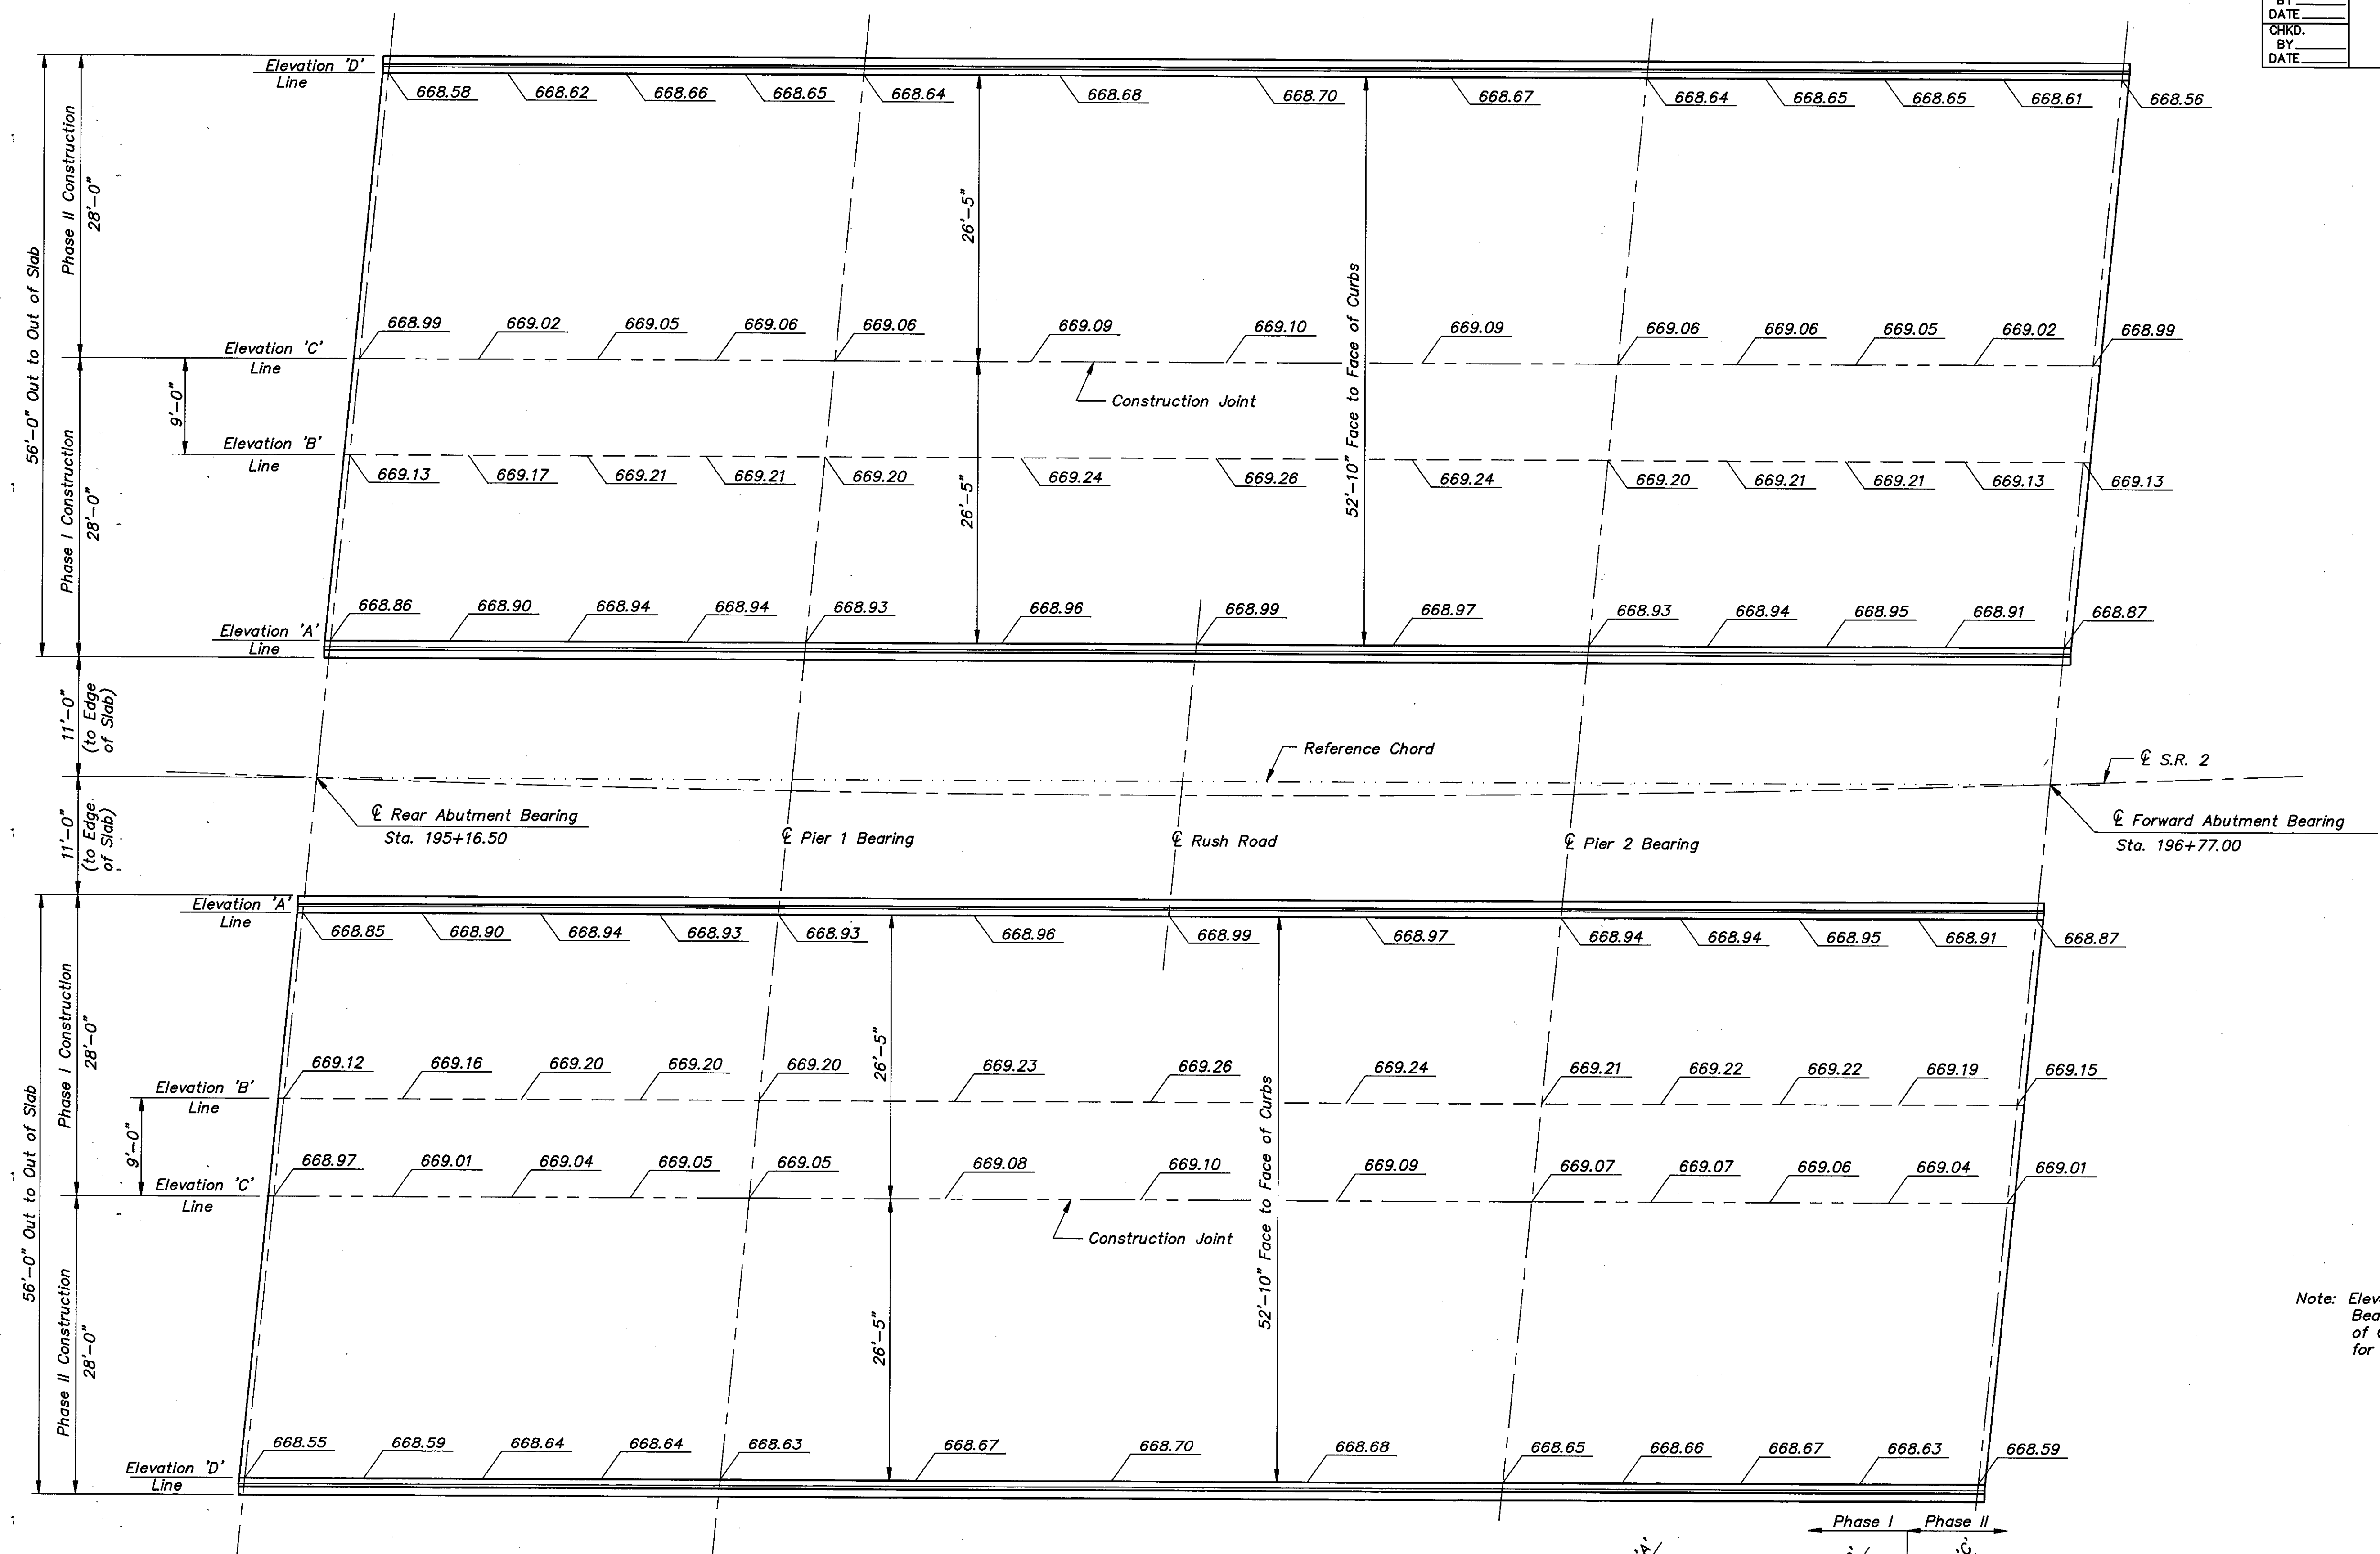 BY
DATE
CHKD.
BY
DATE
Elevation 'D'
Line
668.58 668.62 668.66 668.65 668.64 668.68 668.70 668.67 668.64 668.65 668.65 668.61 668.56
Phase II Construction
28'-0"
56'-0" Out to Out of Slab
26'-5"
52'-10" Face to Face of Curbs
668.99 669.02 669.05 669.06 669.06 669.09 669.10 669.09 669.06 669.06 669.05 669.02 668.99
Elevation 'C'
Line
Construction Joint
9'-0"
Elevation 'B'
Line
669.13 669.17 669.21 669.21 669.20 669.24 669.26 669.24 669.20 669.21 669.21 669.13 669.13
Phase I Construction
28'-0"
26'-5"
668.86 668.90 668.94 668.94 668.93 668.96 668.99 668.97 668.93 668.94 668.95 668.91 668.87
Elevation 'A'
Line
11'-0"
(to Edge
of Slab)
Reference Chord
℄ S.R. 2
11'-0"
(to Edge
of Slab)
℄ Rear Abutment Bearing
Sta. 195+16.50
℄ Pier 1 Bearing
℄ Rush Road
℄ Pier 2 Bearing
℄ Forward Abutment Bearing
Sta. 196+77.00
Elevation 'A'
Line
668.85 668.90 668.94 668.93 668.93 668.96 668.99 668.97 668.94 668.94 668.95 668.91 668.87
Phase I Construction
28'-0"
56'-0" Out to Out of Slab
26'-5"
52'-10" Face to Face of Curbs
669.12 669.16 669.20 669.20 669.20 669.23 669.26 669.24 669.21 669.22 669.22 669.19 669.15
Elevation 'B'
Line
9'-0"
668.97 669.01 669.04 669.05 669.05 669.08 669.10 669.09 669.07 669.07 669.06 669.04 669.01
Elevation 'C'
Line
Construction Joint
Phase II Construction
28'-0"
26'-5"
Note: Elev
Bea
of
for
668.55 668.59 668.64 668.64 668.63 668.67 668.70 668.68 668.65 668.66 668.67 668.63 668.59
Elevation 'D'
Line
Phase I Phase II
'A' 'C'